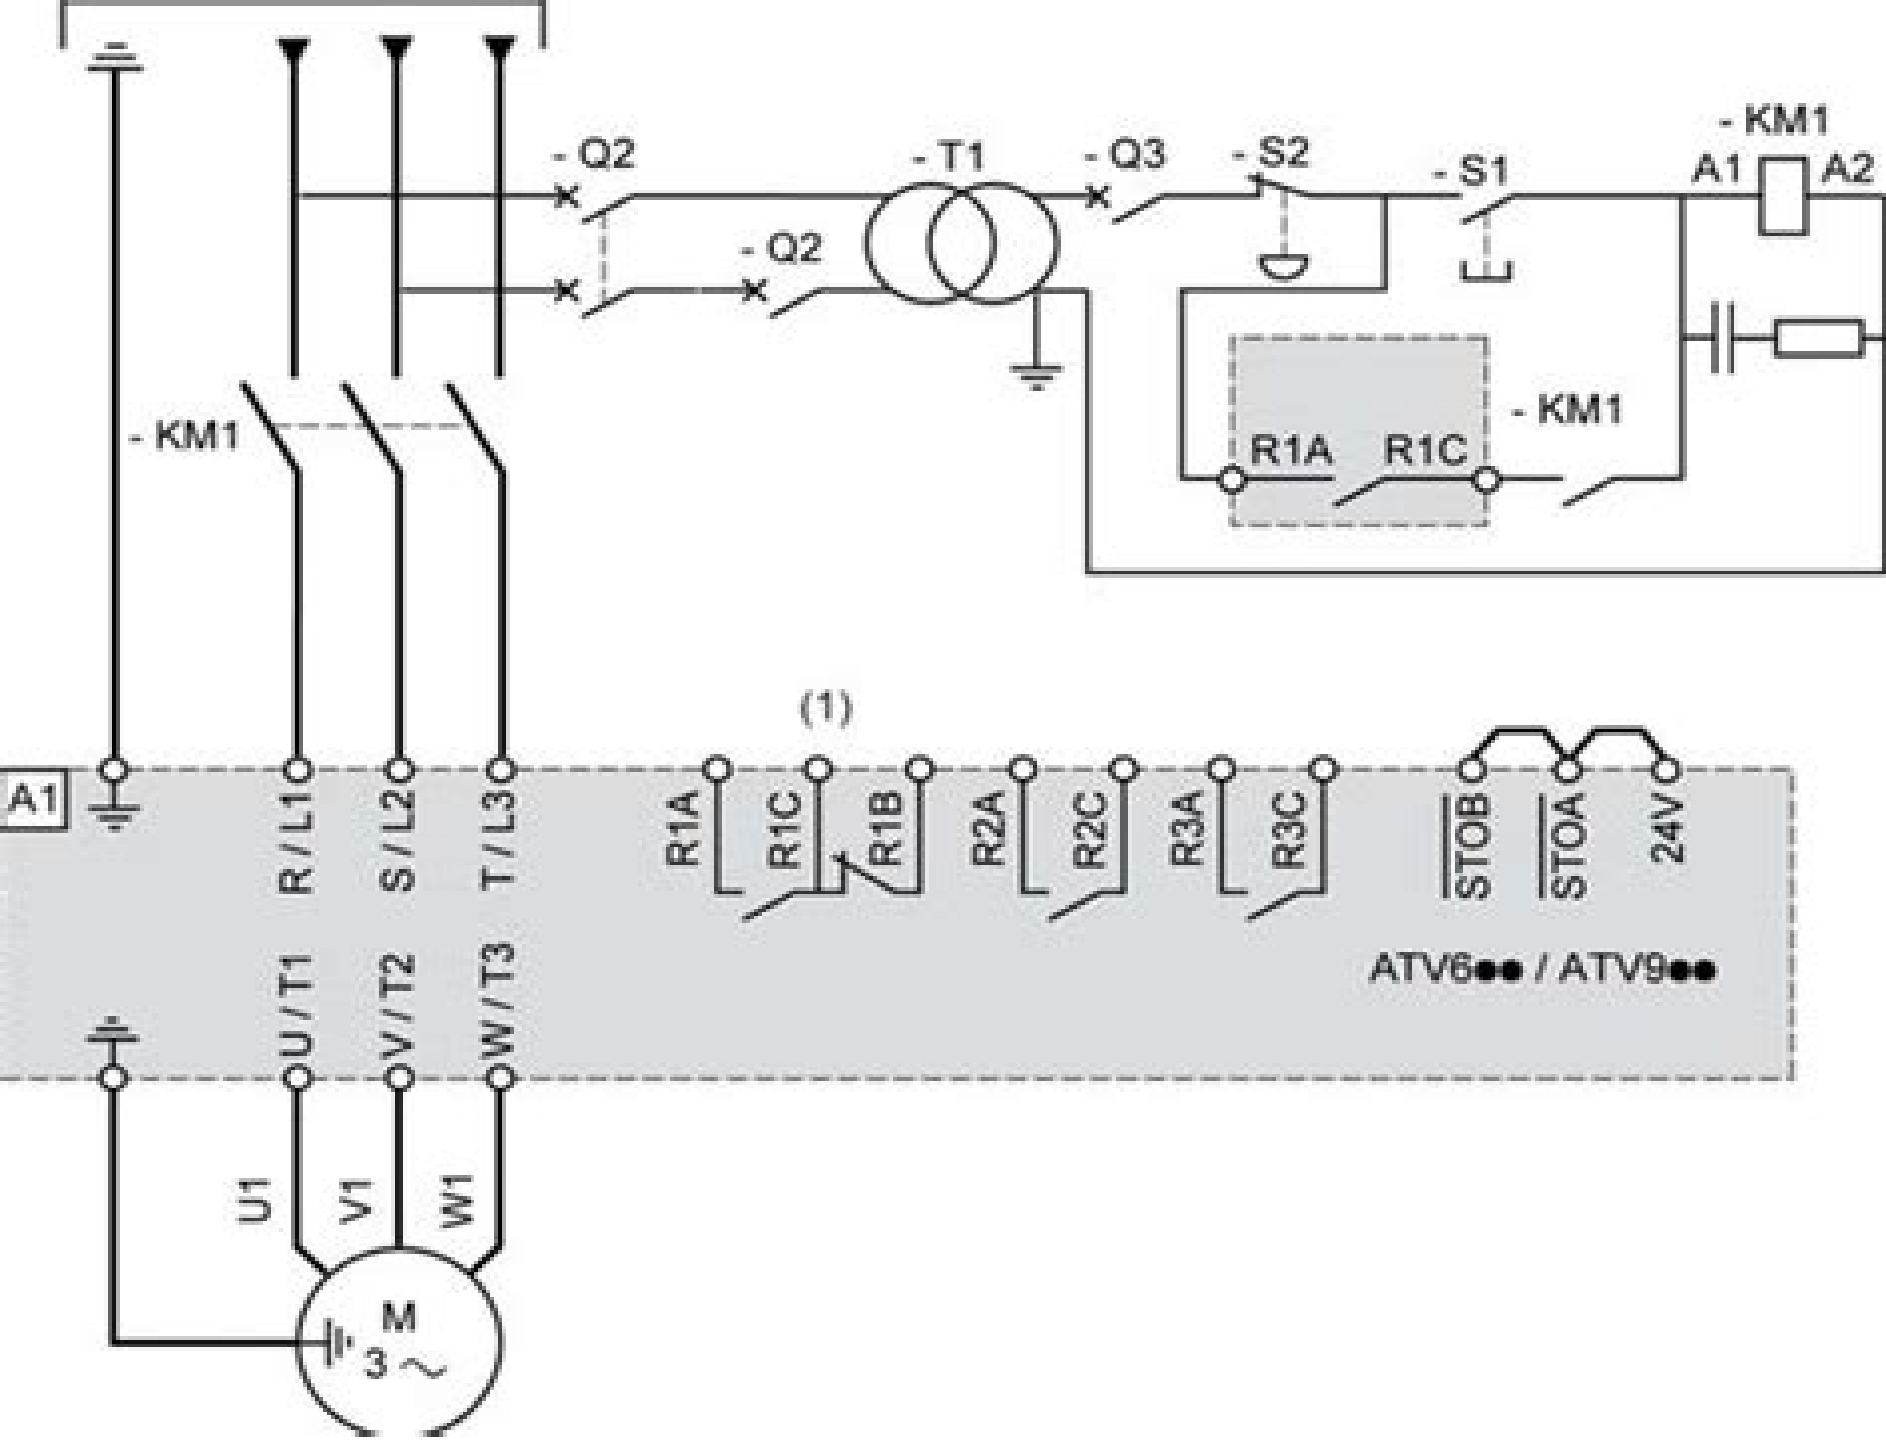 - KM1
- Q2
- T1
- Q3
- S2
- S1
A1
A2
- Q2
- KM1
- KM1
R1A
R1C
(1)
A1
R / L1
S / L2
T / L3
R1A
R1C
R1B
R2A
R2C
R3A
R3C
STOB
STOA
24V
ATV6●● / ATV9●●
U / T1
V / T2
W / T3
U1
V1
W1
M
3 ~